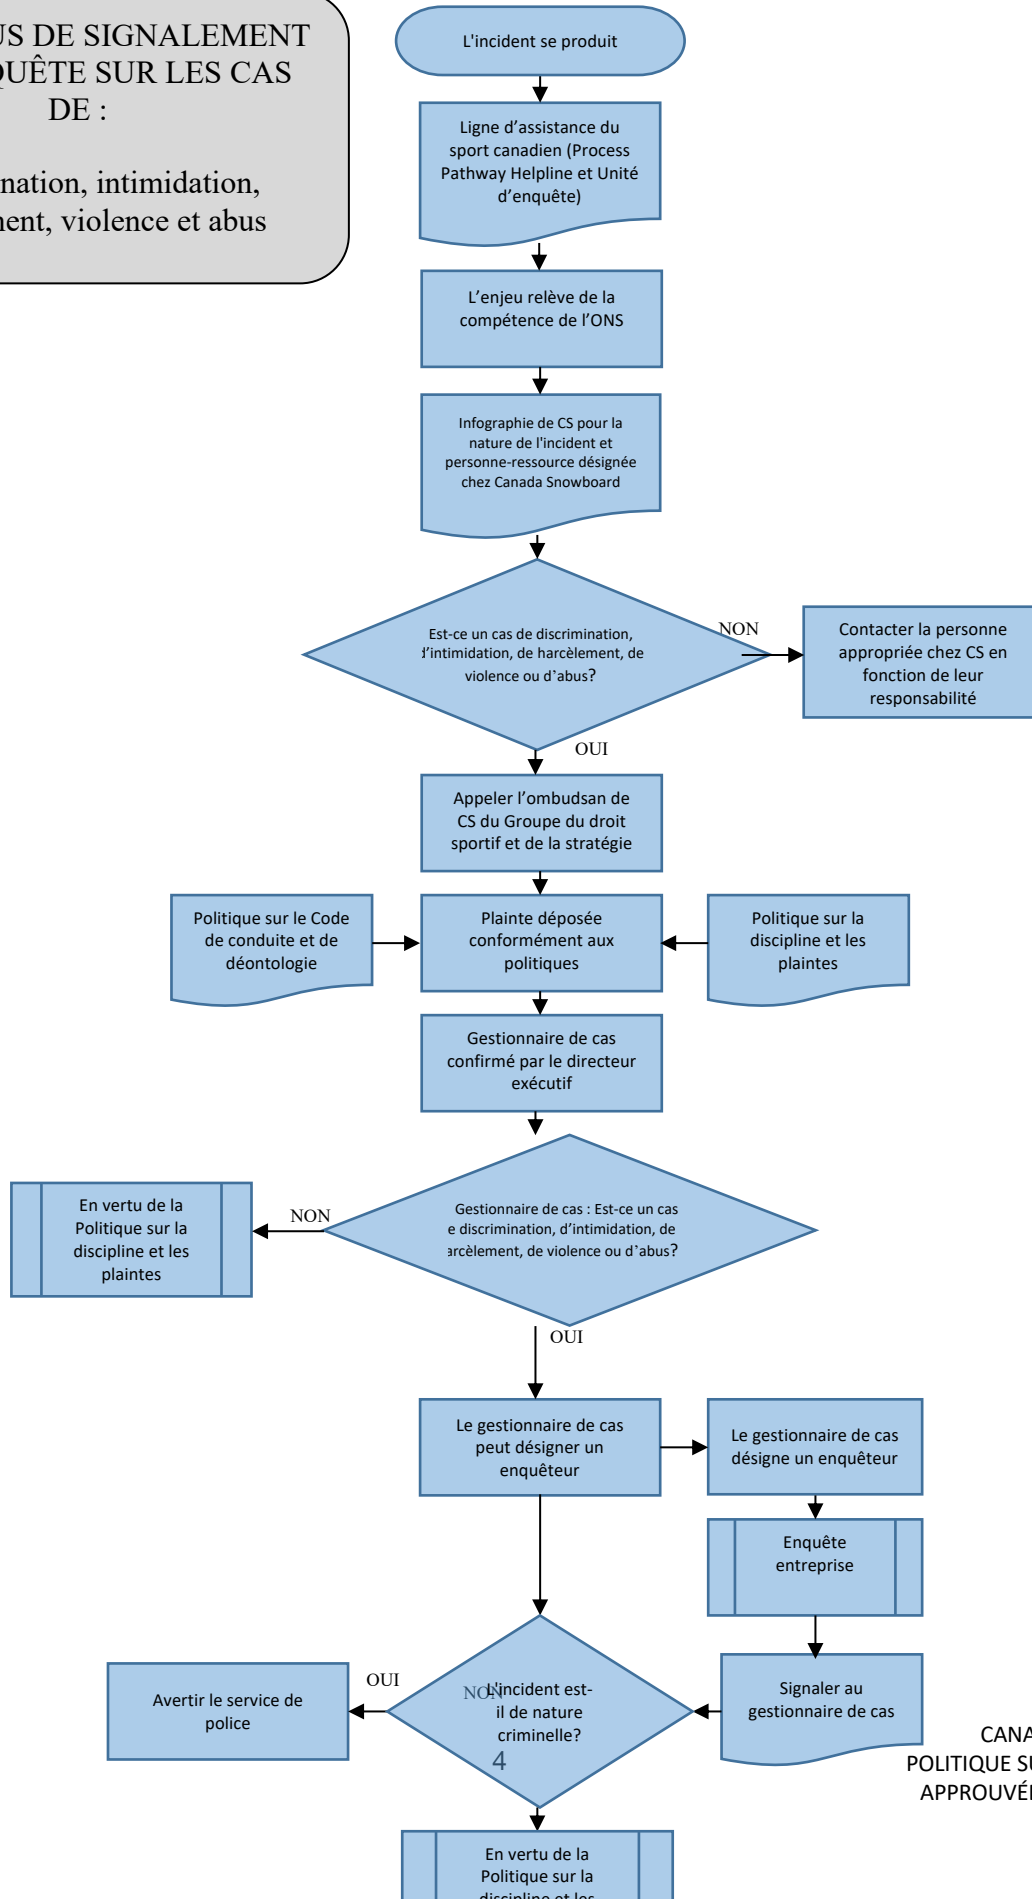 US DE SIGNALEMENT
QUÊTE SUR LES CAS
DE :
nation, intimidation,
ment, violence et abus
L'incident se produit
Ligne d’assistance du
sport canadien (Process
Pathway Helpline et Unité
d’enquête)
L’enjeu relève de la
compétence de l’ONS
Infographie de CS pour la
nature de l'incident et
personne-ressource désignée
chez Canada Snowboard
Est-ce un cas de discrimination,
d’intimidation, de harcèlement, de
violence ou d’abus?
NON
Contacter la personne
appropriée chez CS en
fonction de leur
responsabilité
OUI
Appeler l’ombudsan de
CS du Groupe du droit
sportif et de la stratégie
Politique sur le Code
de conduite et de
déontologie
Plainte déposée
conformément aux
politiques
Politique sur la
discipline et les
plaintes
Gestionnaire de cas
confirmé par le directeur
exécutif
Gestionnaire de cas : Est-ce un cas
e discrimination, d’intimidation, de
arcèlement, de violence ou d’abus?
NON
En vertu de la
Politique sur la
discipline et les
plaintes
OUI
Le gestionnaire de cas
peut désigner un
enquêteur
Le gestionnaire de cas
désigne un enquêteur
Enquête
entreprise
Signaler au
gestionnaire de cas
L'incident est-
il de nature
criminelle?
NON
OUI
Avertir le service de
police
4
CANA
POLITIQUE SU
APPROUVÉE
En vertu de la
Politique sur la
discipline et les